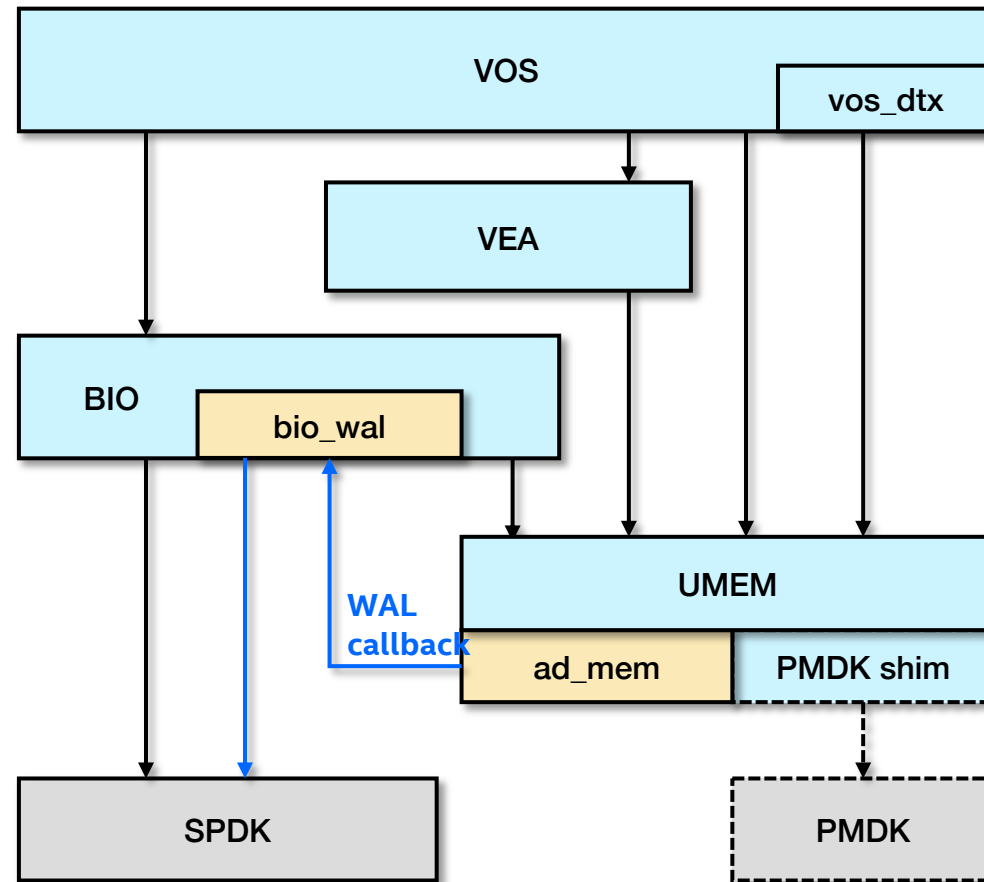 VOS
vos_dtx
VEA
BIO
bio_wal
UMEM
WAL
callback
ad_mem
PMDK shim
SPDK
PMDK